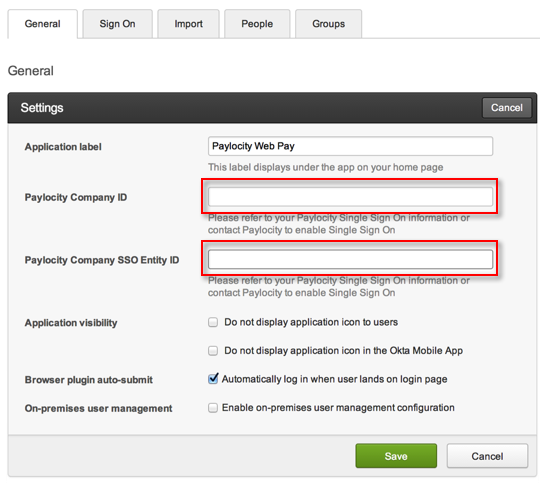 General Sign On Import People Groups
General
Settings Cancel
Application label Paylocity Web Pay
This label displays under the app on your home page
Paylocity Company ID
Please refer to your Paylocity Single Sign On information or
contact Paylocity to enable Single Sign On
Paylocity Company SSO Entity ID
Please refer to your Paylocity Single Sign On information or
contact Paylocity to enable Single Sign On
Application visibility Do not display application icon to users
Do not display application icon in the Okta Mobile App
Browser plugin auto-submit Automatically log in when user lands on login page
On-premises user management Enable on-premises user management configuration
Save Cancel